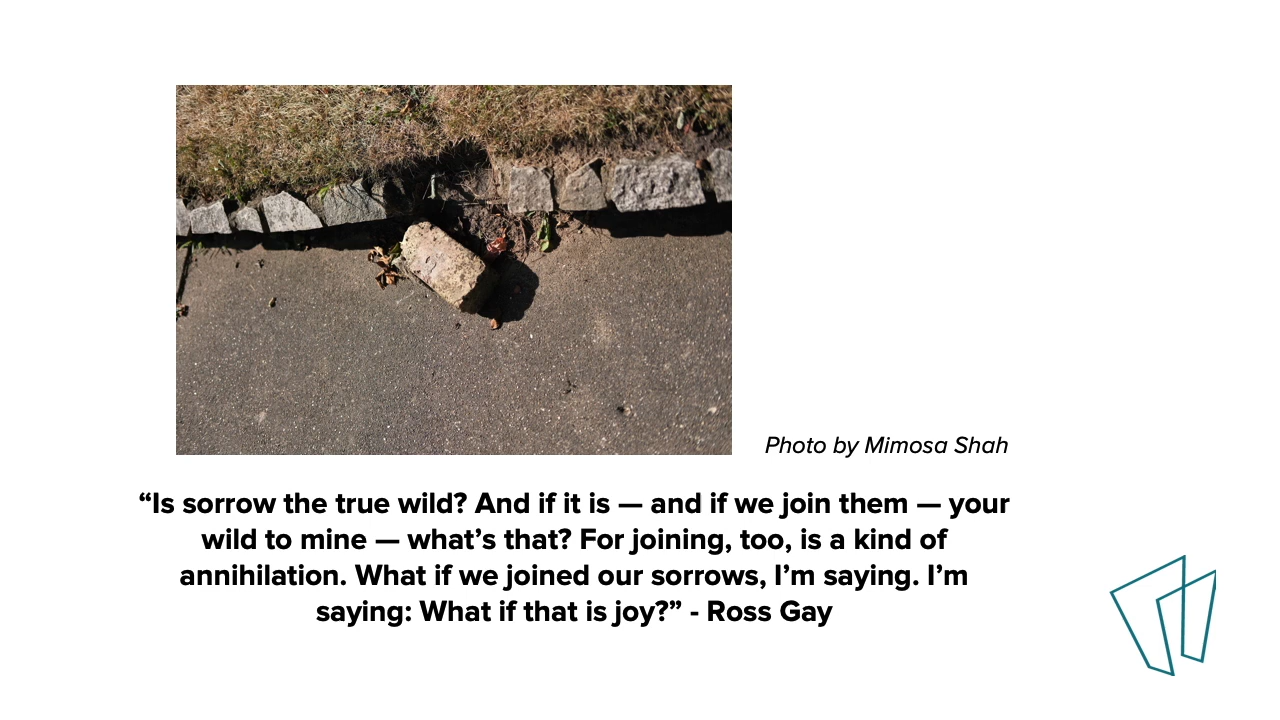 Photo by Mimosa Shah
“Is sorrow the true wild? And if it is — and if we join them — your
wild to mine — what’s that? For joining, too, is a kind of
annihilation. What if we joined our sorrows, I’m saying. I’m
saying: What if that is joy?” - Ross Gay